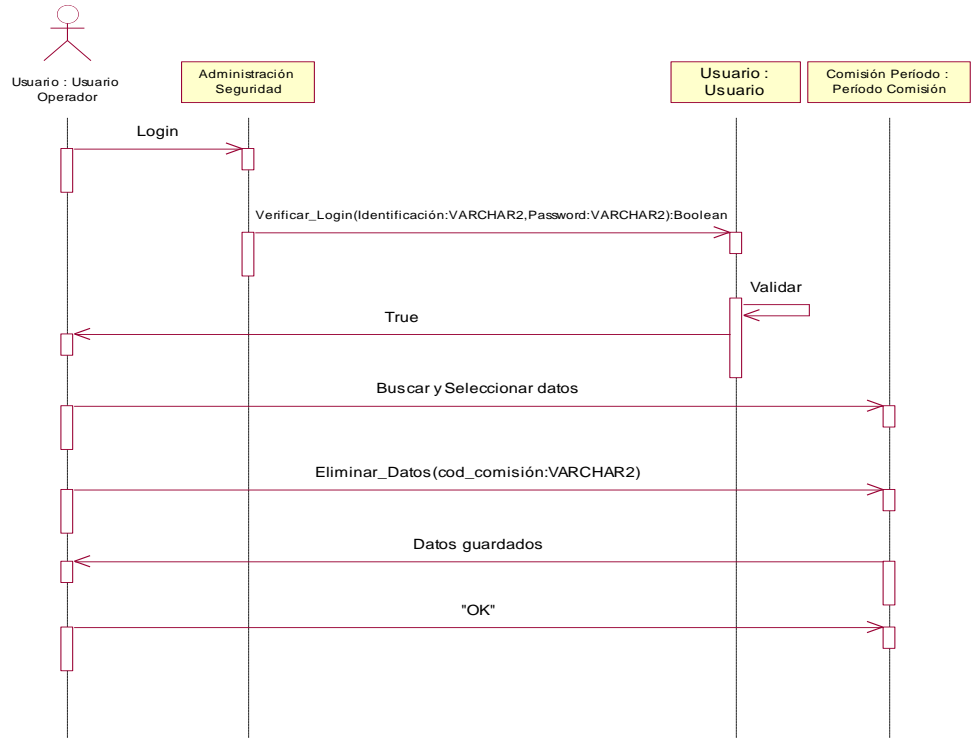 Usuario : Usuario
Operador
Administración
Seguridad
Usuario :
Usuario
Comisión Período :
Período Comisión
Login
Verificar_Login(Identificación:VARCHAR2,Password:VARCHAR2):Boolean
Validar
True
Buscar y Seleccionar datos
Eliminar_Datos(cod_comisión:VARCHAR2)
Datos guardados
"OK"